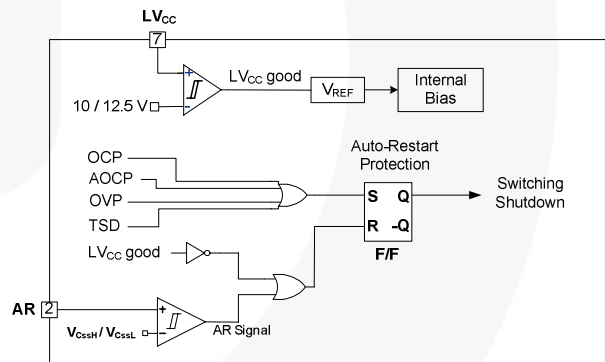 LVCC
7
LVCC good
VREF
Internal
Bias
10 / 12.5 V
+
-
Auto-Restart
Protection
OCP
AOCP
OVP
TSD
S Q
R -Q
F/F
Switching
Shutdown
LVCC good
AR 2
+
-
VCssH / VCssL
AR Signal